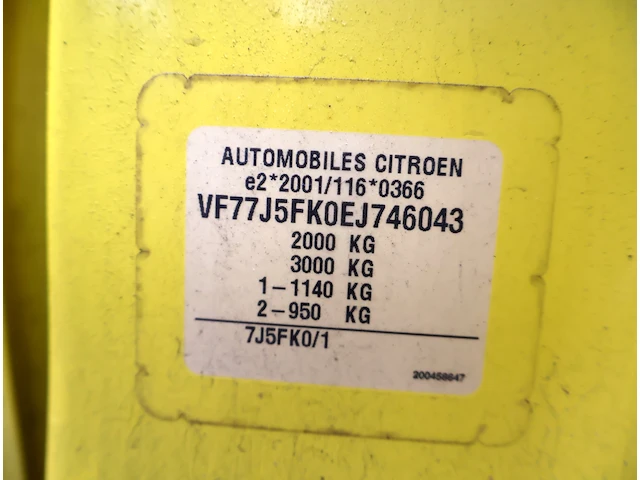 AUTOMOBILES CITROEN
e2*2001/116*0366
VF77J5FK0EJ746043
2000 KG
3000 KG
1-1140 KG
2-950 KG
7J5FK0/1
200458647